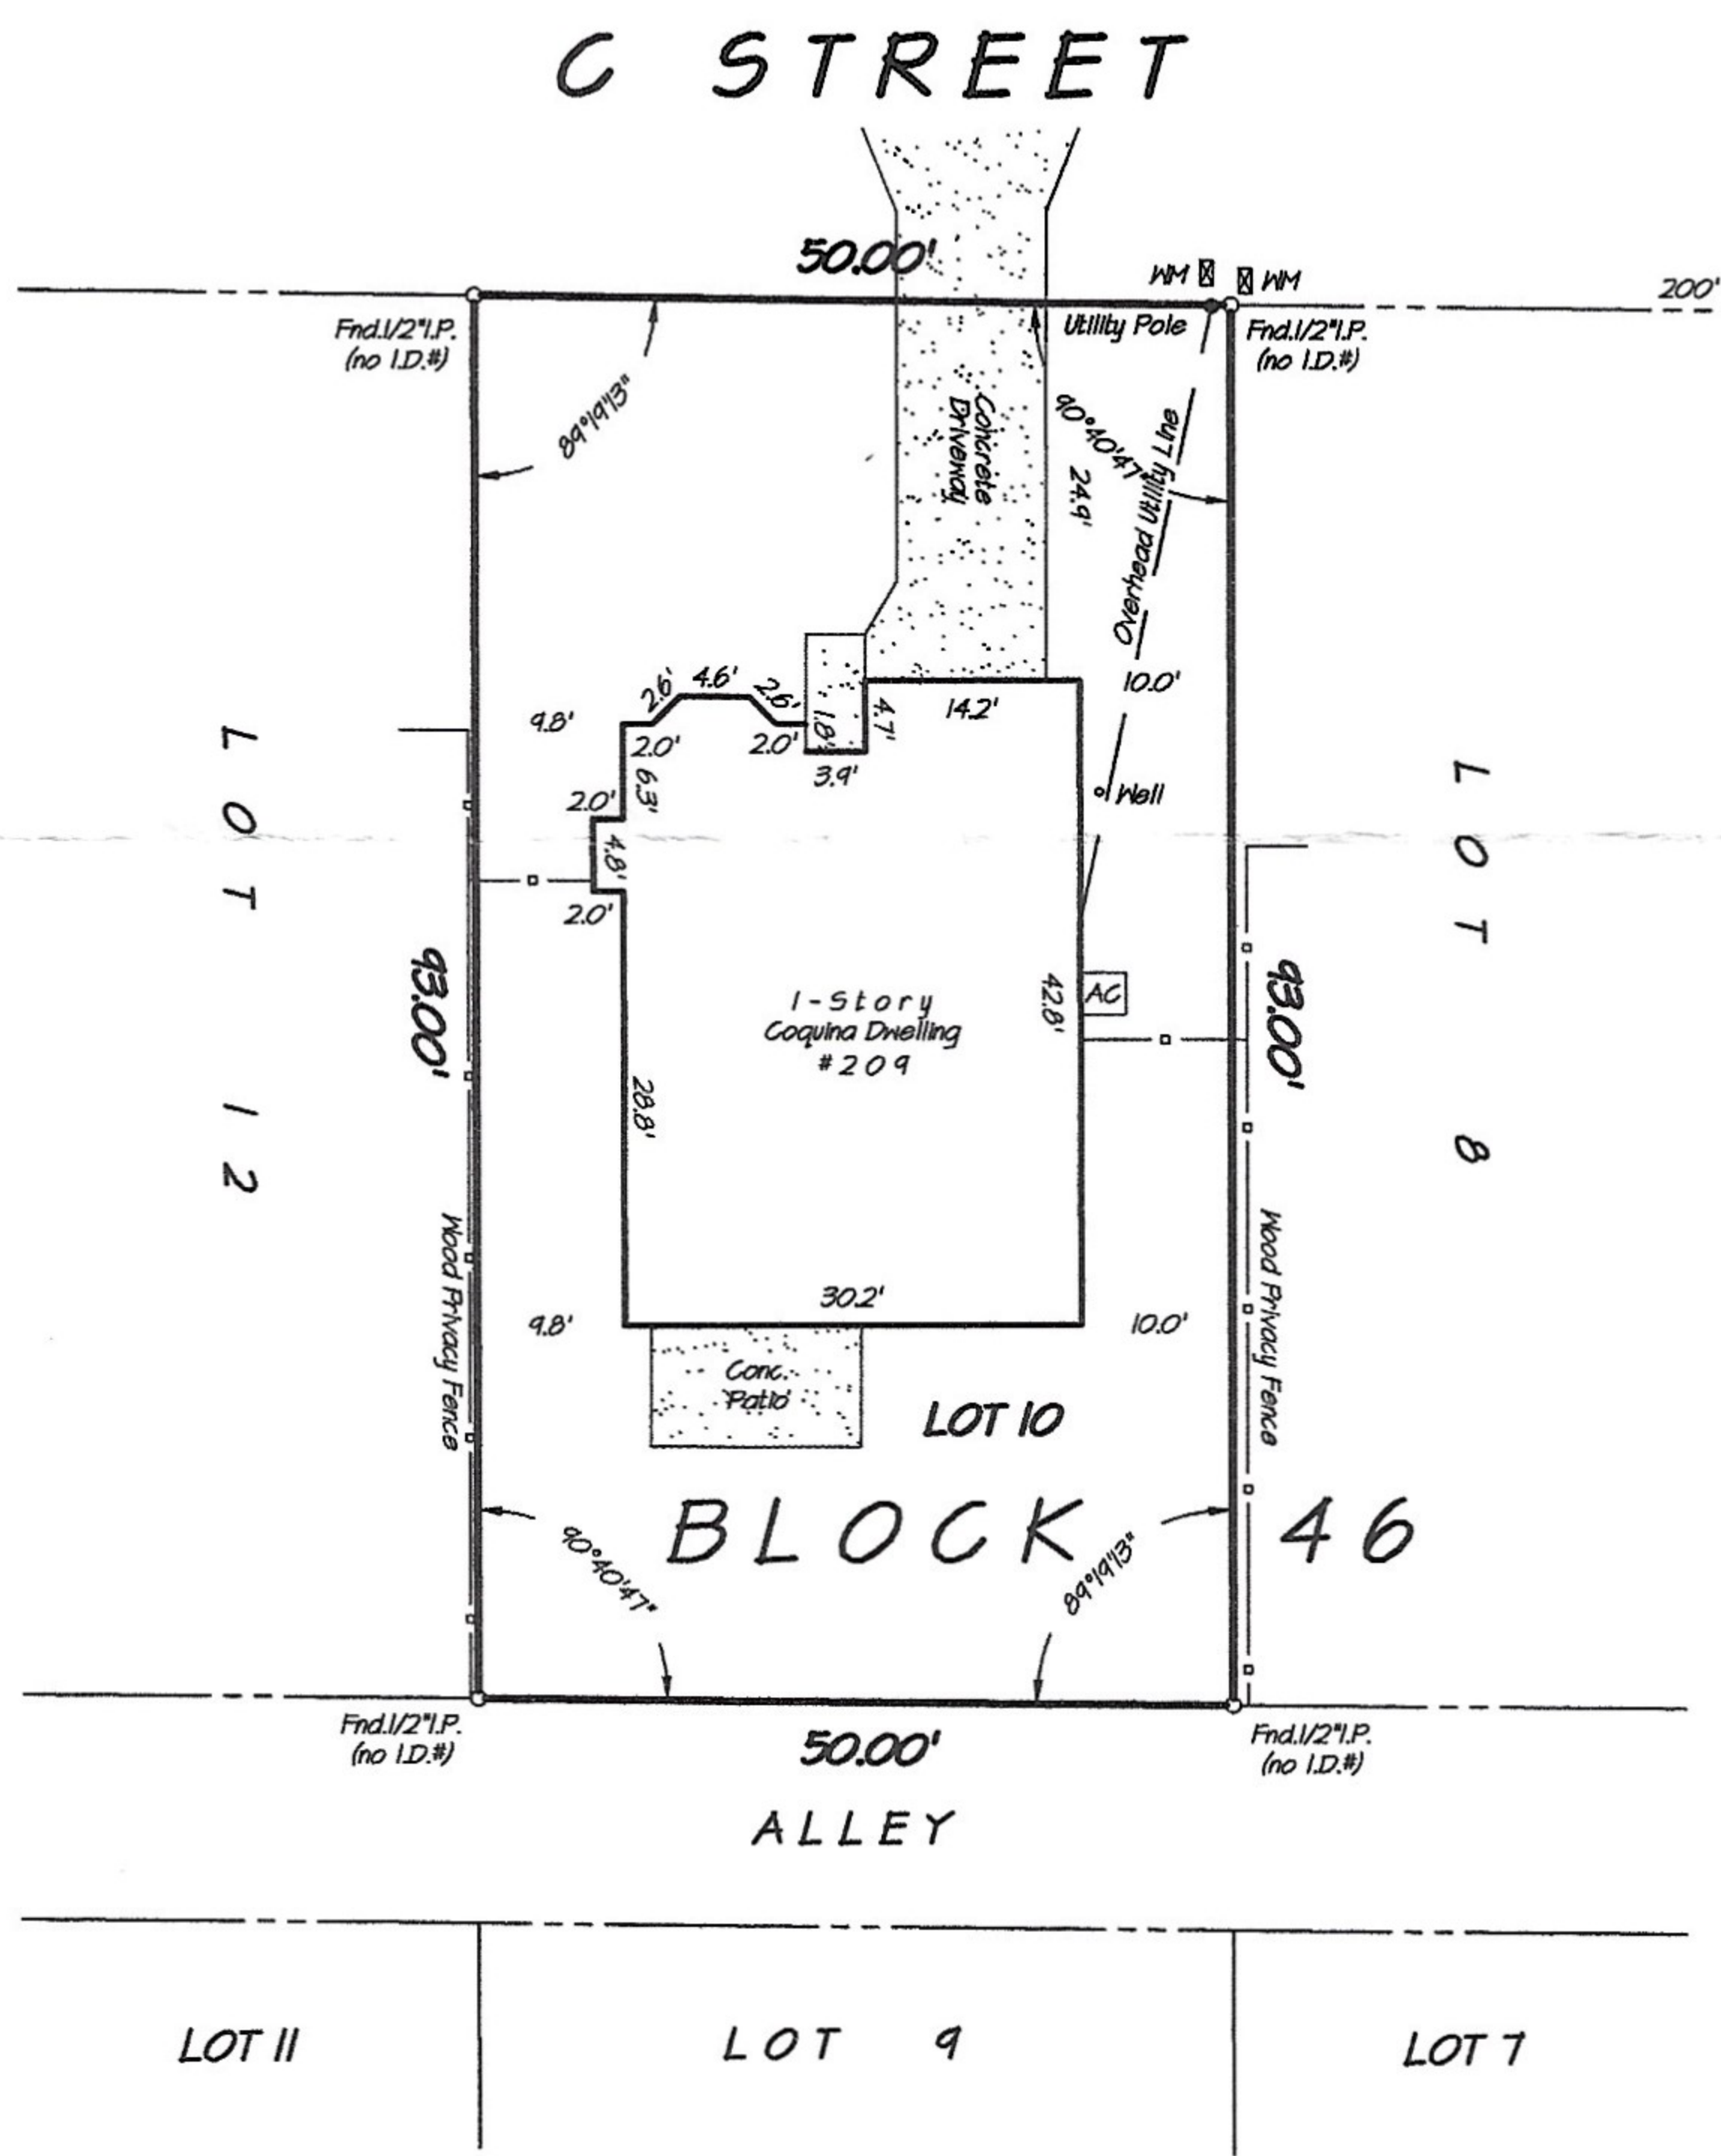 C STREET
50.00'
WM
WM
200'
Fnd.1/2"I.P.
(no I.D.#)
Utility Pole
Fnd.1/2"I.P.
(no I.D.#)
89°19'13"
Concrete
Driveway
90°40'47"
24.9'
Overhead Utility Line
10.0'
9.8'
2.6'
4.6'
2.6'
2.0'
2.0'
1.8'
4.7'
14.2'
3.9'
6.3'
2.0'
4.8'
2.0'
Well
LOT 12
LOT 8
93.00'
93.00'
1-Story
Coquina Dwelling
#209
42.8'
AC
28.8'
Wood Privacy Fence
Wood Privacy Fence
30.2'
9.8'
10.0'
Conc.
Patio
LOT 10
BLOCK 46
90°40'47"
89°19'13"
Fnd.1/2"I.P.
(no I.D.#)
50.00'
Fnd.1/2"I.P.
(no I.D.#)
ALLEY
LOT 11
LOT 9
LOT 7